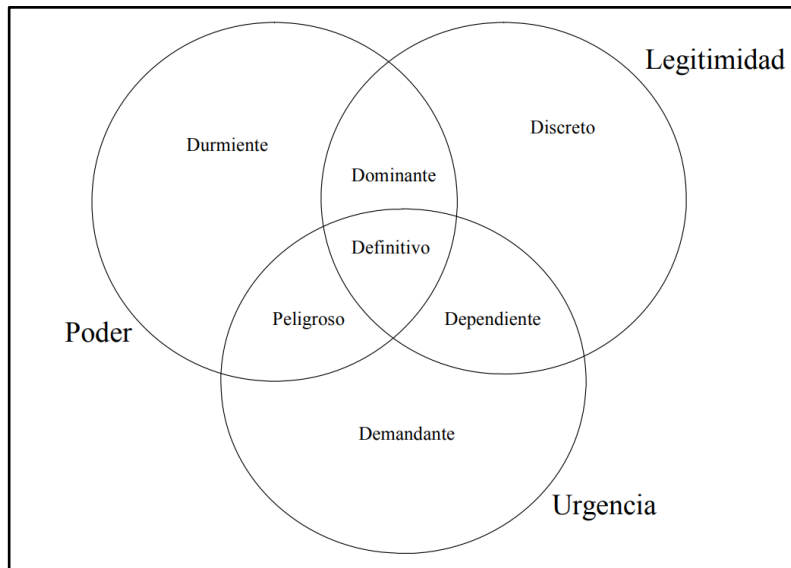 Legitimidad
Discreto
Durmiente
Dominante
Definitivo
Peligroso
Dependiente
Poder
Demandante
Urgencia